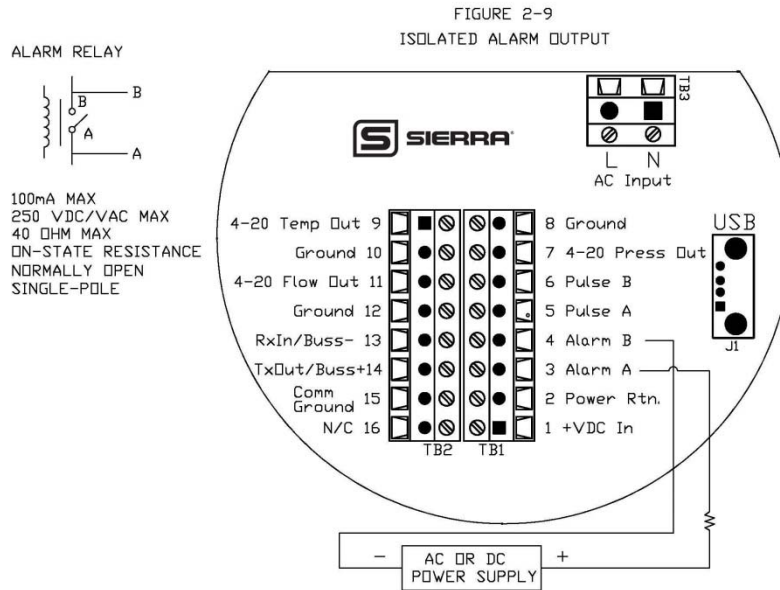 FIGURE 2-9
ISOLATED ALARM OUTPUT
ALARM RELAY
B
B
A
A
100mA MAX
250 VDC/VAC MAX
40 OHM MAX
ON-STATE RESISTANCE
NORMALLY OPEN
SINGLE-POLE
S SIERRA
TB3
L N
AC Input
4-20 Temp Out 9
Ground 10
4-20 Flow Out 11
Ground 12
RxIn/Buss- 13
TxOut/Buss+14
Comm
Ground 15
N/C 16
TB2 TB1
8 Ground
7 4-20 Press Out
6 Pulse B
5 Pulse A
4 Alarm B
3 Alarm A
2 Power Rtn.
1 +VDC In
USB
J1
- AC OR DC +
POWER SUPPLY